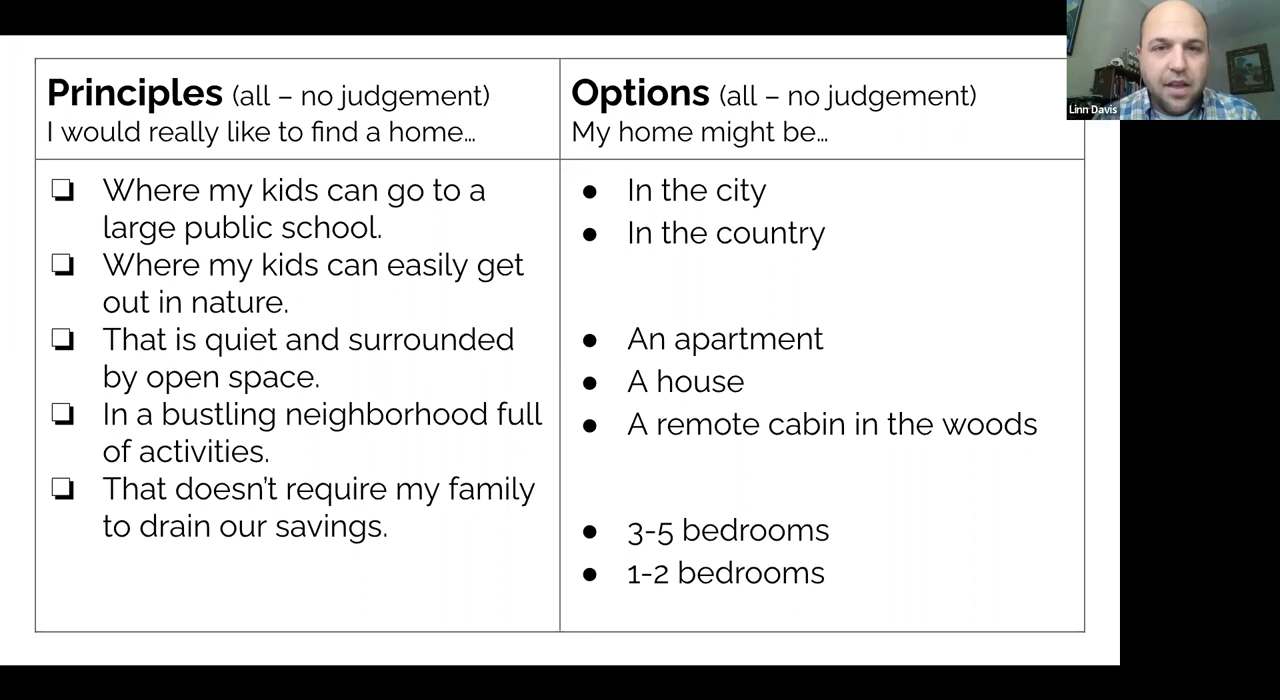 Principles (all – no judgement)
I would really like to find a home…
❏ Where my kids can go to a
large public school.
❏ Where my kids can easily get
out in nature.
❏ That is quiet and surrounded
by open space.
❏ In a bustling neighborhood full
of activities.
❏ That doesn't require my family
to drain our savings.
Options (all – no judgement)
My home might be…
● In the city
● In the country
● An apartment
● A house
● A remote cabin in the woods
● 3-5 bedrooms
● 1-2 bedrooms
Linn Davis